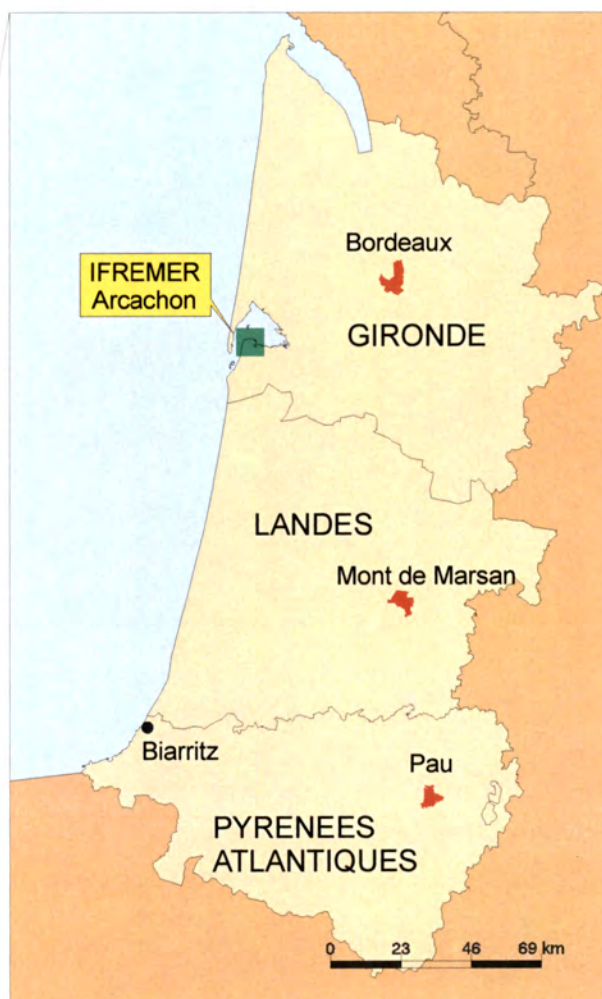 Bordeaux
IFREMER
Arcachon
GIRONDE
LANDES
Mont de Marsan
Biarritz
Pau
PYRENEES
ATLANTIQUES
0 23 46 69 km